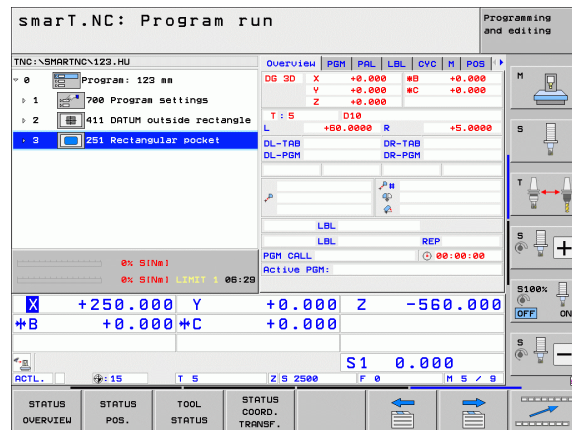 smarT.NC: Program run
Programming
and editing
TNC:\SMARTNC\123.HU
0 Program: 123 mm
1 700 Program settings
2 411 DATUM outside rectangle
3 251 Rectangular pocket
0% S[Nm]
0% S[Nm] LIMIT 1 06:29
Overview PGM PAL LBL CYC M POS
DG 3D X +0.000 *B +0.000
Y +0.000 *C +0.000
Z +0.000
T : 5 D10
L +60.0000 R +5.0000
DL-TAB DR-TAB
DL-PGM DR-PGM
LBL
LBL REP
PGM CALL 00:00:00
Active PGM:
X +250.000 Y +0.000 Z -560.000
*B +0.000 *C +0.000
S1 0.000
ACTL. : 15 T 5 Z S 2500 F 0 M 5 / 9
M
S
T
S
S100%
OFF ON
S
STATUS
OVERVIEW
STATUS
POS.
TOOL
STATUS
STATUS
COORD.
TRANSF.